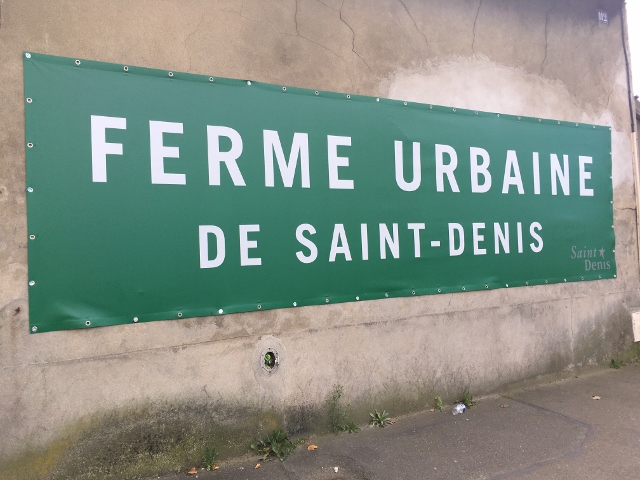 FERME URBAINE
DE SAINT-DENIS
Saint
Denis